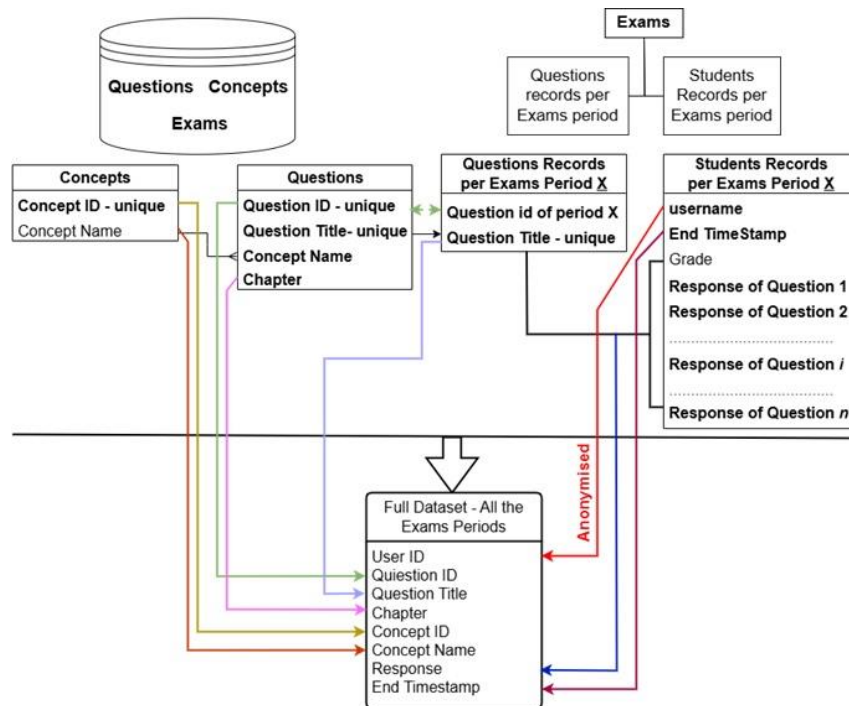 Questions Concepts
Exams
Exams
Questions
records per
Exams period
Students
Records per
Exams period
Concepts
Concept ID - unique
Concept Name
Questions
Question ID - unique
Question Title- unique
Concept Name
Chapter
Questions Records
per Exams Period X
Question id of period X
Question Title - unique
Students Records
per Exams Period X
username
End TimeStamp
Grade
Response of Question 1
Response of Question 2
....................................
Response of Question i
....................................
Response of Question n
Anonymised
Full Dataset - All the
Exams Periods
User ID
Quiestion ID
Question Title
Chapter
Concept ID
Concept Name
Response
End Timestamp